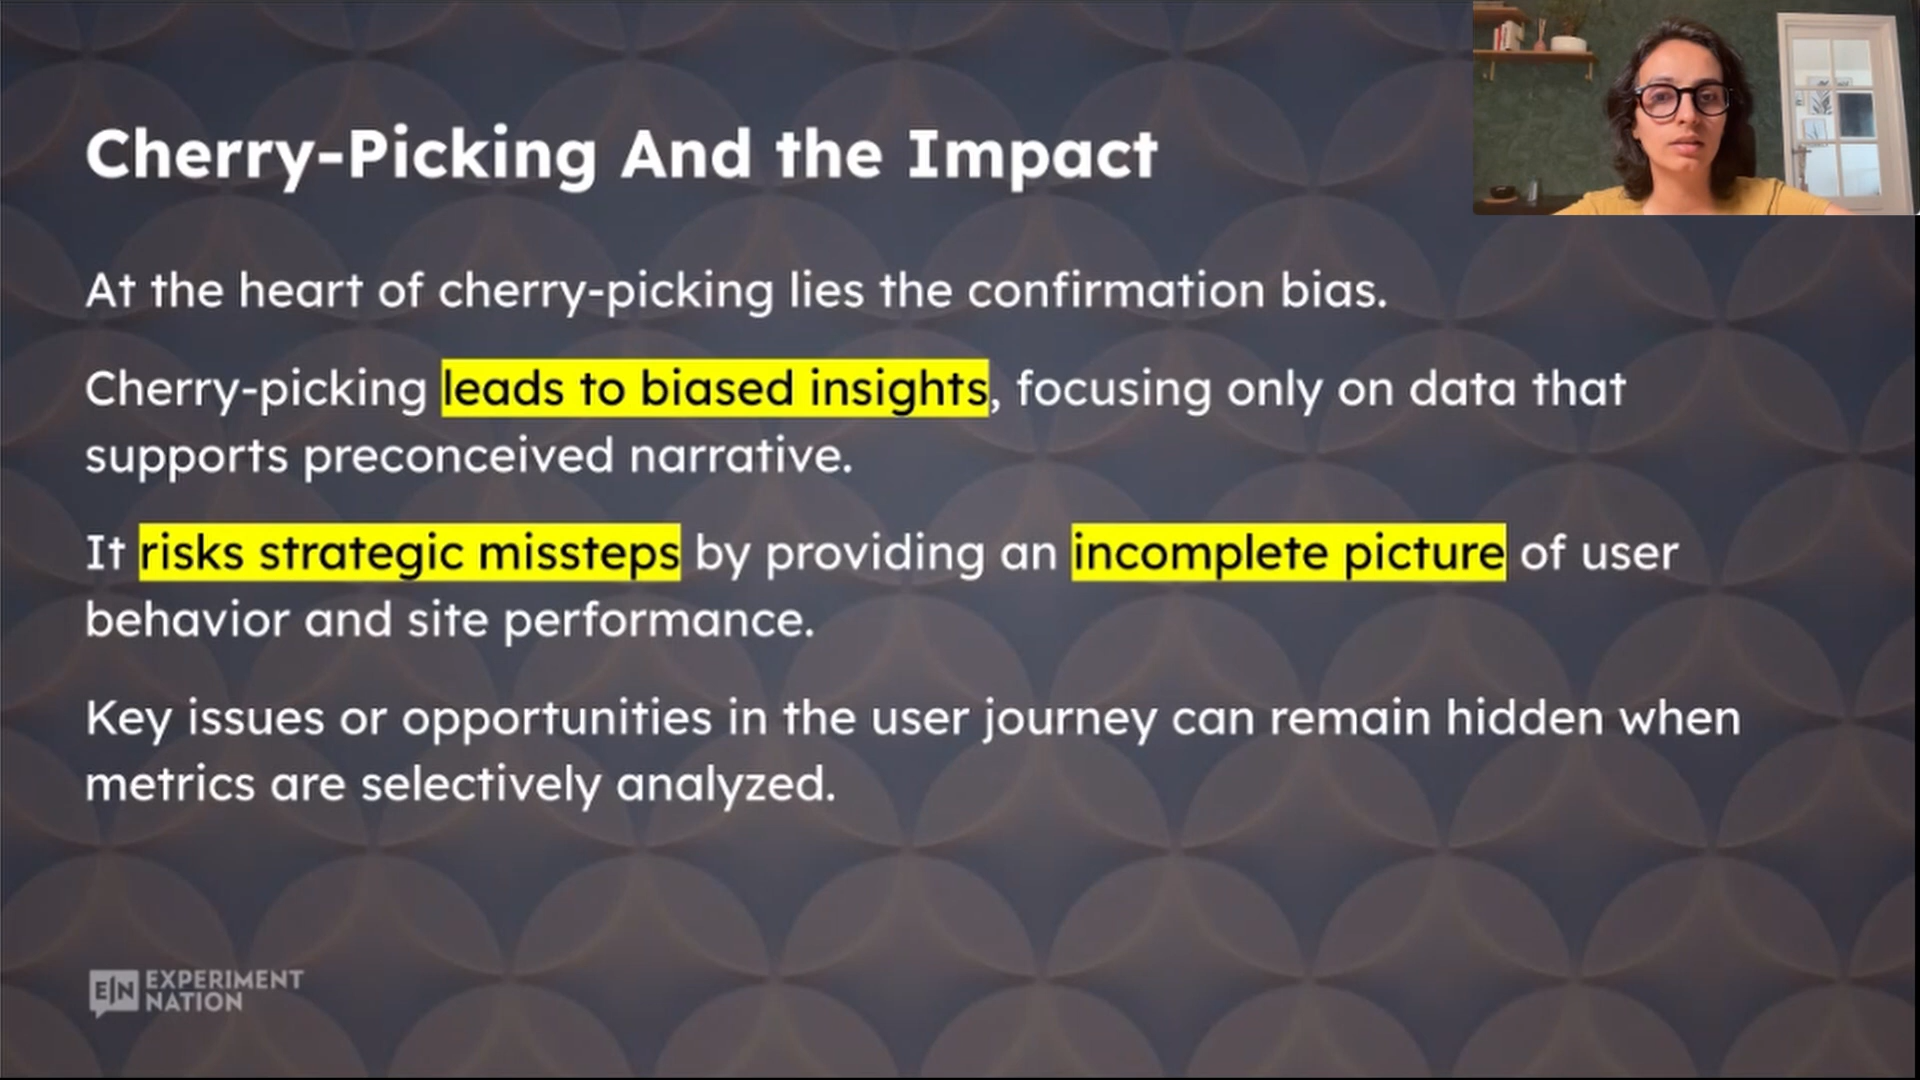 Cherry-Picking And the Impact
At the heart of cherry-picking lies the confirmation bias.
Cherry-picking leads to biased insights, focusing only on data that
supports preconceived narrative.
It risks strategic missteps by providing an incomplete picture of user
behavior and site performance.
Key issues or opportunities in the user journey can remain hidden when
metrics are selectively analyzed.
E|N EXPERIMENT
NATION